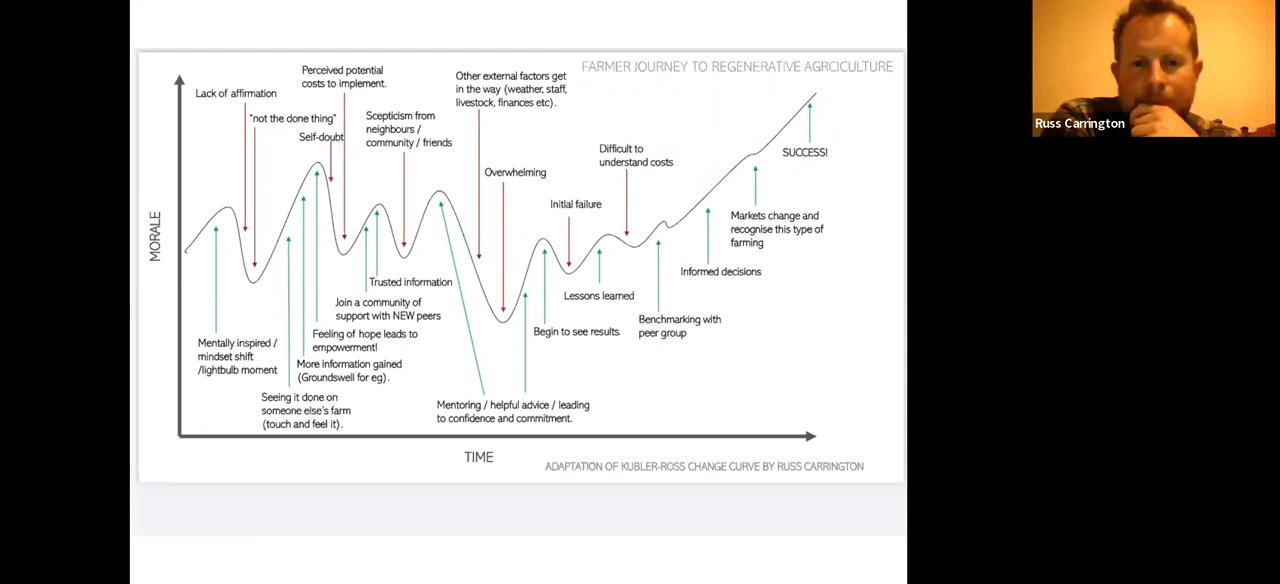 FARMER JOURNEY TO REGENERATIVE AGRCICULTURE
Perceived potential
costs to implement.
Lack of affirmation
"not the done thing"
Self-doubt
Scepticism from
neighbours /
community / friends
Other external factors get
in the way (weather, staff,
livestock, finances etc).
Overwhelming
Initial failure
Difficult to
understand costs
SUCCESS!
MORALE
Mentally inspired /
mindset shift
/lightbulb moment
Seeing it done on
someone else's farm
(touch and feel it).
More information gained
(Groundswell for eg).
Feeling of hope leads to
empowerment!
Join a community of
support with NEW peers
Trusted information
Mentoring / helpful advice / leading
to confidence and commitment.
Begin to see results.
Lessons learned
Benchmarking with
peer group
Informed decisions
Markets change and
recognise this type of
farming
TIME
ADAPTATION OF KUBLER-ROSS CHANGE CURVE BY RUSS CARRINGTON
Russ Carrington